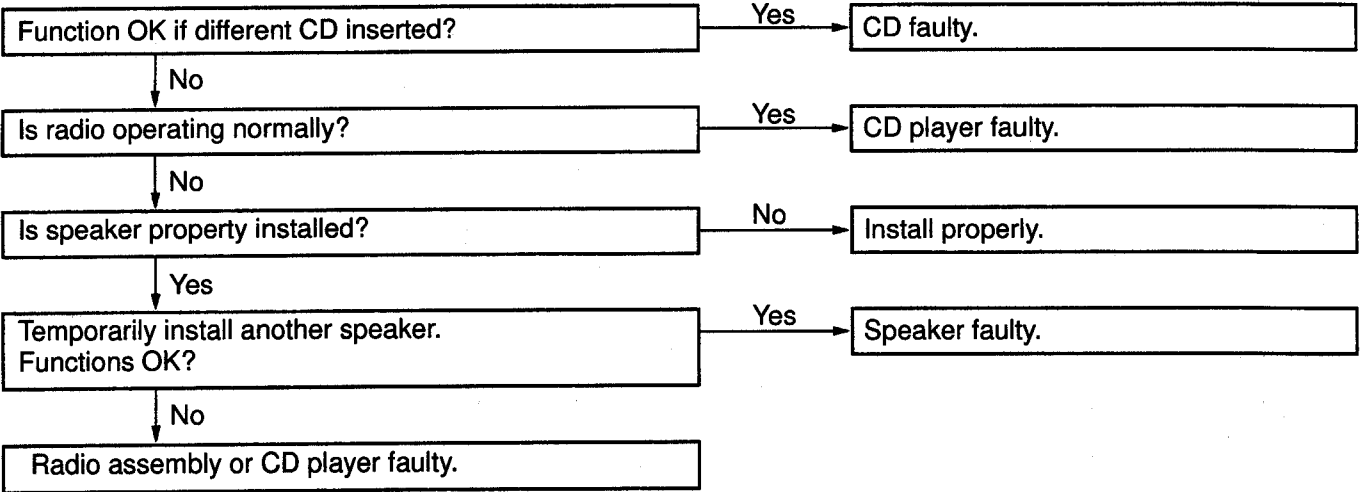 Function OK if different CD inserted?
Yes
CD faulty.
No
Is radio operating normally?
Yes
CD player faulty.
No
Is speaker property installed?
No
Install properly.
Yes
Temporarily install another speaker.
Functions OK?
Yes
Speaker faulty.
No
Radio assembly or CD player faulty.